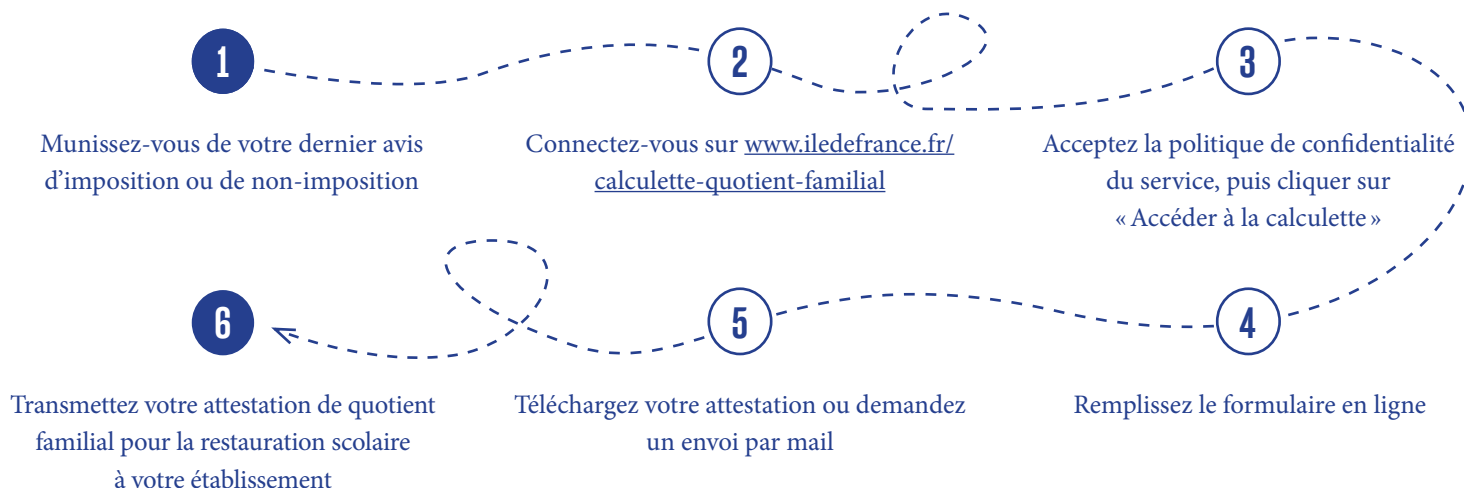 1
Munissez-vous de votre dernier avis
d’imposition ou de non-imposition
2
Connectez-vous sur www.iledefrance.fr/
calculette-quotient-familial
3
Acceptez la politique de confidentialité
du service, puis cliquer sur
« Accéder à la calculette »
4
Remplissez le formulaire en ligne
5
Téléchargez votre attestation ou demandez
un envoi par mail
6
Transmettez votre attestation de quotient
familial pour la restauration scolaire
à votre établissement